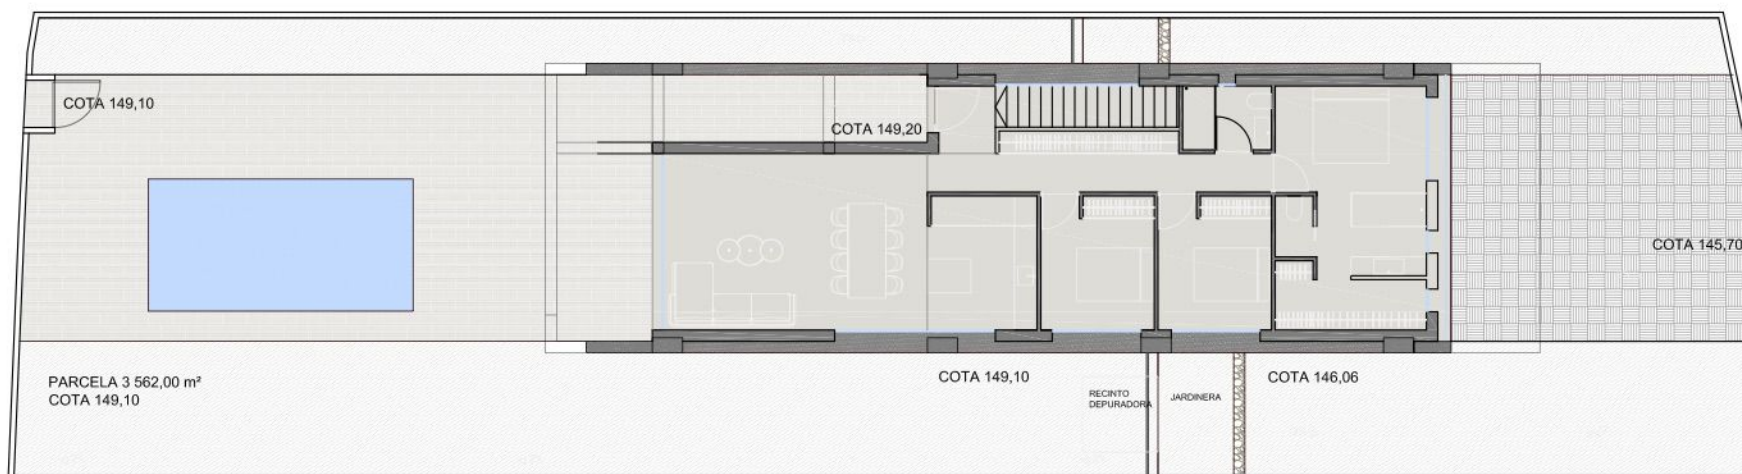 COTA 149,10
COTA 149,20
COTA 145,70
PARCELA 3 562,00 m²
COTA 149,10
COTA 149,10
COTA 146,06
RECINTO
DEPURADORA
JARDINERA